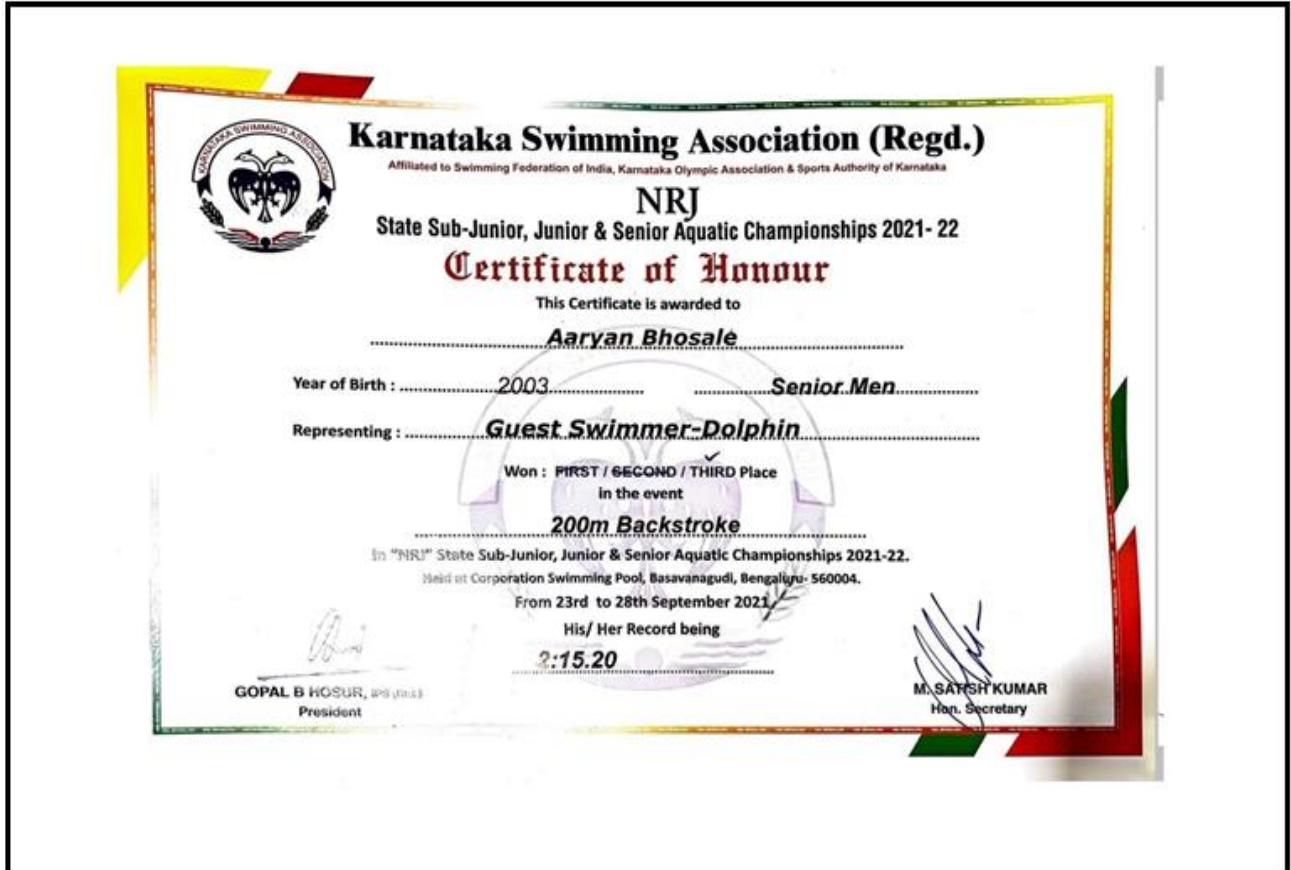 KARNATAKA SWIMMING ASSOCIATION
Karnataka Swimming Association (Regd.)
Affiliated to Swimming Federation of India, Karnataka Olympic Association & Sports Authority of Karnataka
NRJ
State Sub-Junior, Junior & Senior Aquatic Championships 2021- 22
Certificate of Honour
This Certificate is awarded to
Aaryan Bhosale
Year of Birth : 2003 Senior Men
Representing : Guest Swimmer-Dolphin
Won : FIRST / SECOND / THIRD Place
in the event
200m Backstroke
in "NRJ" State Sub-Junior, Junior & Senior Aquatic Championships 2021-22.
Held at Corporation Swimming Pool, Basavanagudi, Bengaluru- 560004.
From 23rd to 28th September 2021
His/ Her Record being
2:15.20
GOPAL B HOSUR, IPS
President
M. SATISH KUMAR
Hon. Secretary